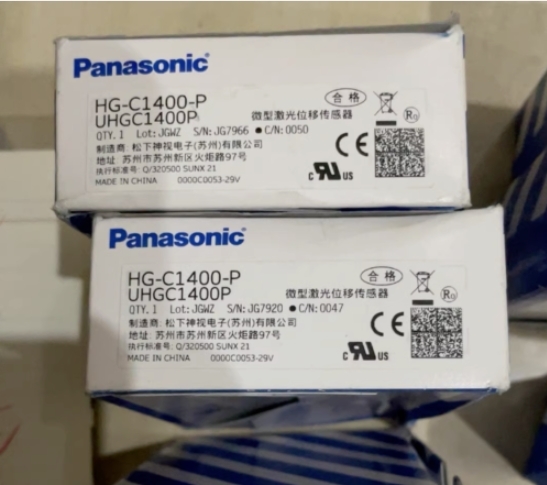 Panasonic
HG-C1400-P
合格
UHGC1400P 微型激光位移传感器
QTY.1 Lot:JGWZ S/N:JG7966 ●C/N:0050
制造商: 松下神视电子(苏州)有限公司
地址: 苏州市苏州新区火炬路97号
执行标准号: Q/320500 SUNX 21
MADE IN CHINA 0000C0053-29V
CE
c RU US
Panasonic
HG-C1400-P
合格
UHGC1400P 微型激光位移传感器
QTY.1 Lot:JGWZ S/N:JG7920 ●C/N:0047
制造商: 松下神视电子(苏州)有限公司
地址: 苏州市苏州新区火炬路97号
执行标准号: Q/320500 SUNX 21
MADE IN CHINA 0000C0053-29V
CE
c RU US